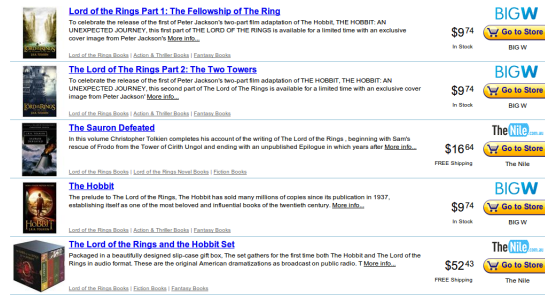 Lord of the Rings Part 1: The Fellowship of The Ring
To celebrate the release of the first of Peter Jackson's two-part film adaptation of The Hobbit, THE HOBBIT: AN
UNEXPECTED JOURNEY, this first part of THE LORD OF THE RINGS is available for a limited time with an exclusive
cover image from Peter Jackson's More info...
Lord of the Rings Books | Action & Thriller Books | Fantasy Books
BIGW
$9.74
In Stock
Go to Store
BIG W
The Lord of The Rings Part 2: The Two Towers
To celebrate the release of the first of Peter Jackson's two-part film adaptation of THE HOBBIT, THE HOBBIT: AN
UNEXPECTED JOURNEY, this second part of The Lord Of The Rings is available for a limited time with an exclusive cover
image from Peter Jackson' More info...
Lord of the Rings Books | Action & Thriller Books | Fantasy Books
BIGW
$9.74
In Stock
Go to Store
BIG W
The Sauron Defeated
In this volume Christopher Tolkien completes his account of the writing of The Lord of the Rings , beginning with Sam's
rescue of Frodo from the Tower of Cirith Ungol and ending with an unpublished Epilogue in which years after More info...
Lord of the Rings Books | Lord of the Rings Novel Books | Fiction Books
TheNile.com.au
$16.64
FREE Shipping
Go to Store
The Nile
The Hobbit
The prelude to The Lord of the Rings, The Hobbit has sold many millions of copies since its publication in 1937,
establishing itself as one of the most beloved and influential books of the twentieth century. More info...
Lord of the Rings Books | Action & Thriller Books | Fantasy Books
HOBBIT
BIGW
$9.74
In Stock
Go to Store
BIG W
The Lord of the Rings and the Hobbit Set
Packaged in a beautifully designed slip-case gift box, The set gathers for the first time both The Hobbit and The Lord of the
Rings in audio format. These are the original American dramatizations as broadcast on public radio. T More info...
Lord of the Rings Books | Fiction Books | Fantasy Books
TheNile.com.au
$52.43
FREE Shipping
Go to Store
The Nile